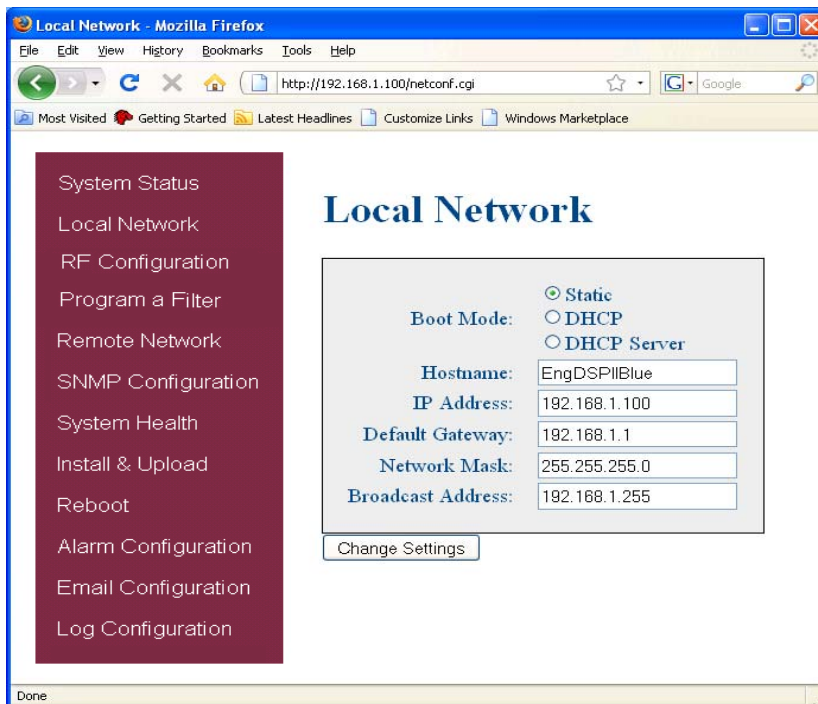 Local Network - Mozilla Firefox
File Edit View History Bookmarks Tools Help
http://192.168.1.100/netconf.cgi
G Google
Most Visited Getting Started Latest Headlines Customize Links Windows Marketplace
System Status
Local Network
RF Configuration
Program a Filter
Remote Network
SNMP Configuration
System Health
Install & Upload
Reboot
Alarm Configuration
Email Configuration
Log Configuration
Local Network
Boot Mode:
Static
DHCP
DHCP Server
Hostname: EngDSPIIBlue
IP Address: 192.168.1.100
Default Gateway: 192.168.1.1
Network Mask: 255.255.255.0
Broadcast Address: 192.168.1.255
Change Settings
Done